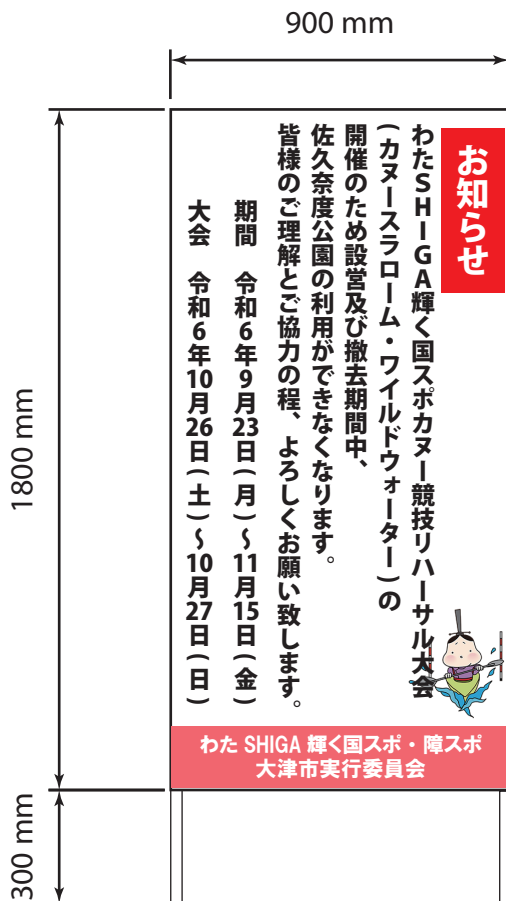 900 mm
1800 mm
300 mm
お知らせ
わたSHIGA輝く国スポカヌー競技リハーサル大会
(カヌースラローム・ワイルドウォーター)の
開催のため設営及び撤去期間中、
佐久奈度公園の利用ができなくなります。
皆様のご理解とご協力の程、よろしくお願い致します。
期間 令和6年9月23日(月)~11月15日(金)
大会 令和6年10月26日(土)~10月27日(日)
わた SHIGA 輝く国スポ・障スポ
大津市実行委員会